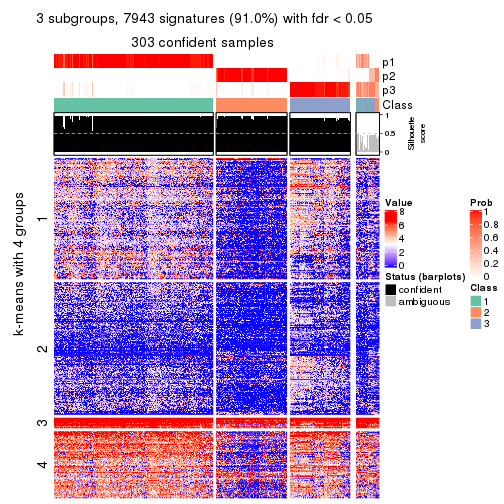 3 subgroups, 7943 signatures (91.0%) with fdr < 0.05
303 confident samples
p1
p2
p3
Class
1
0.5
0
Silhouette
score
k-means with 4 groups
1
2
3
4
Value
8
6
4
2
0
Status (barplots)
confident
ambiguous
Prob
1
0.8
0.6
0.4
0.2
0
Class
1
2
3